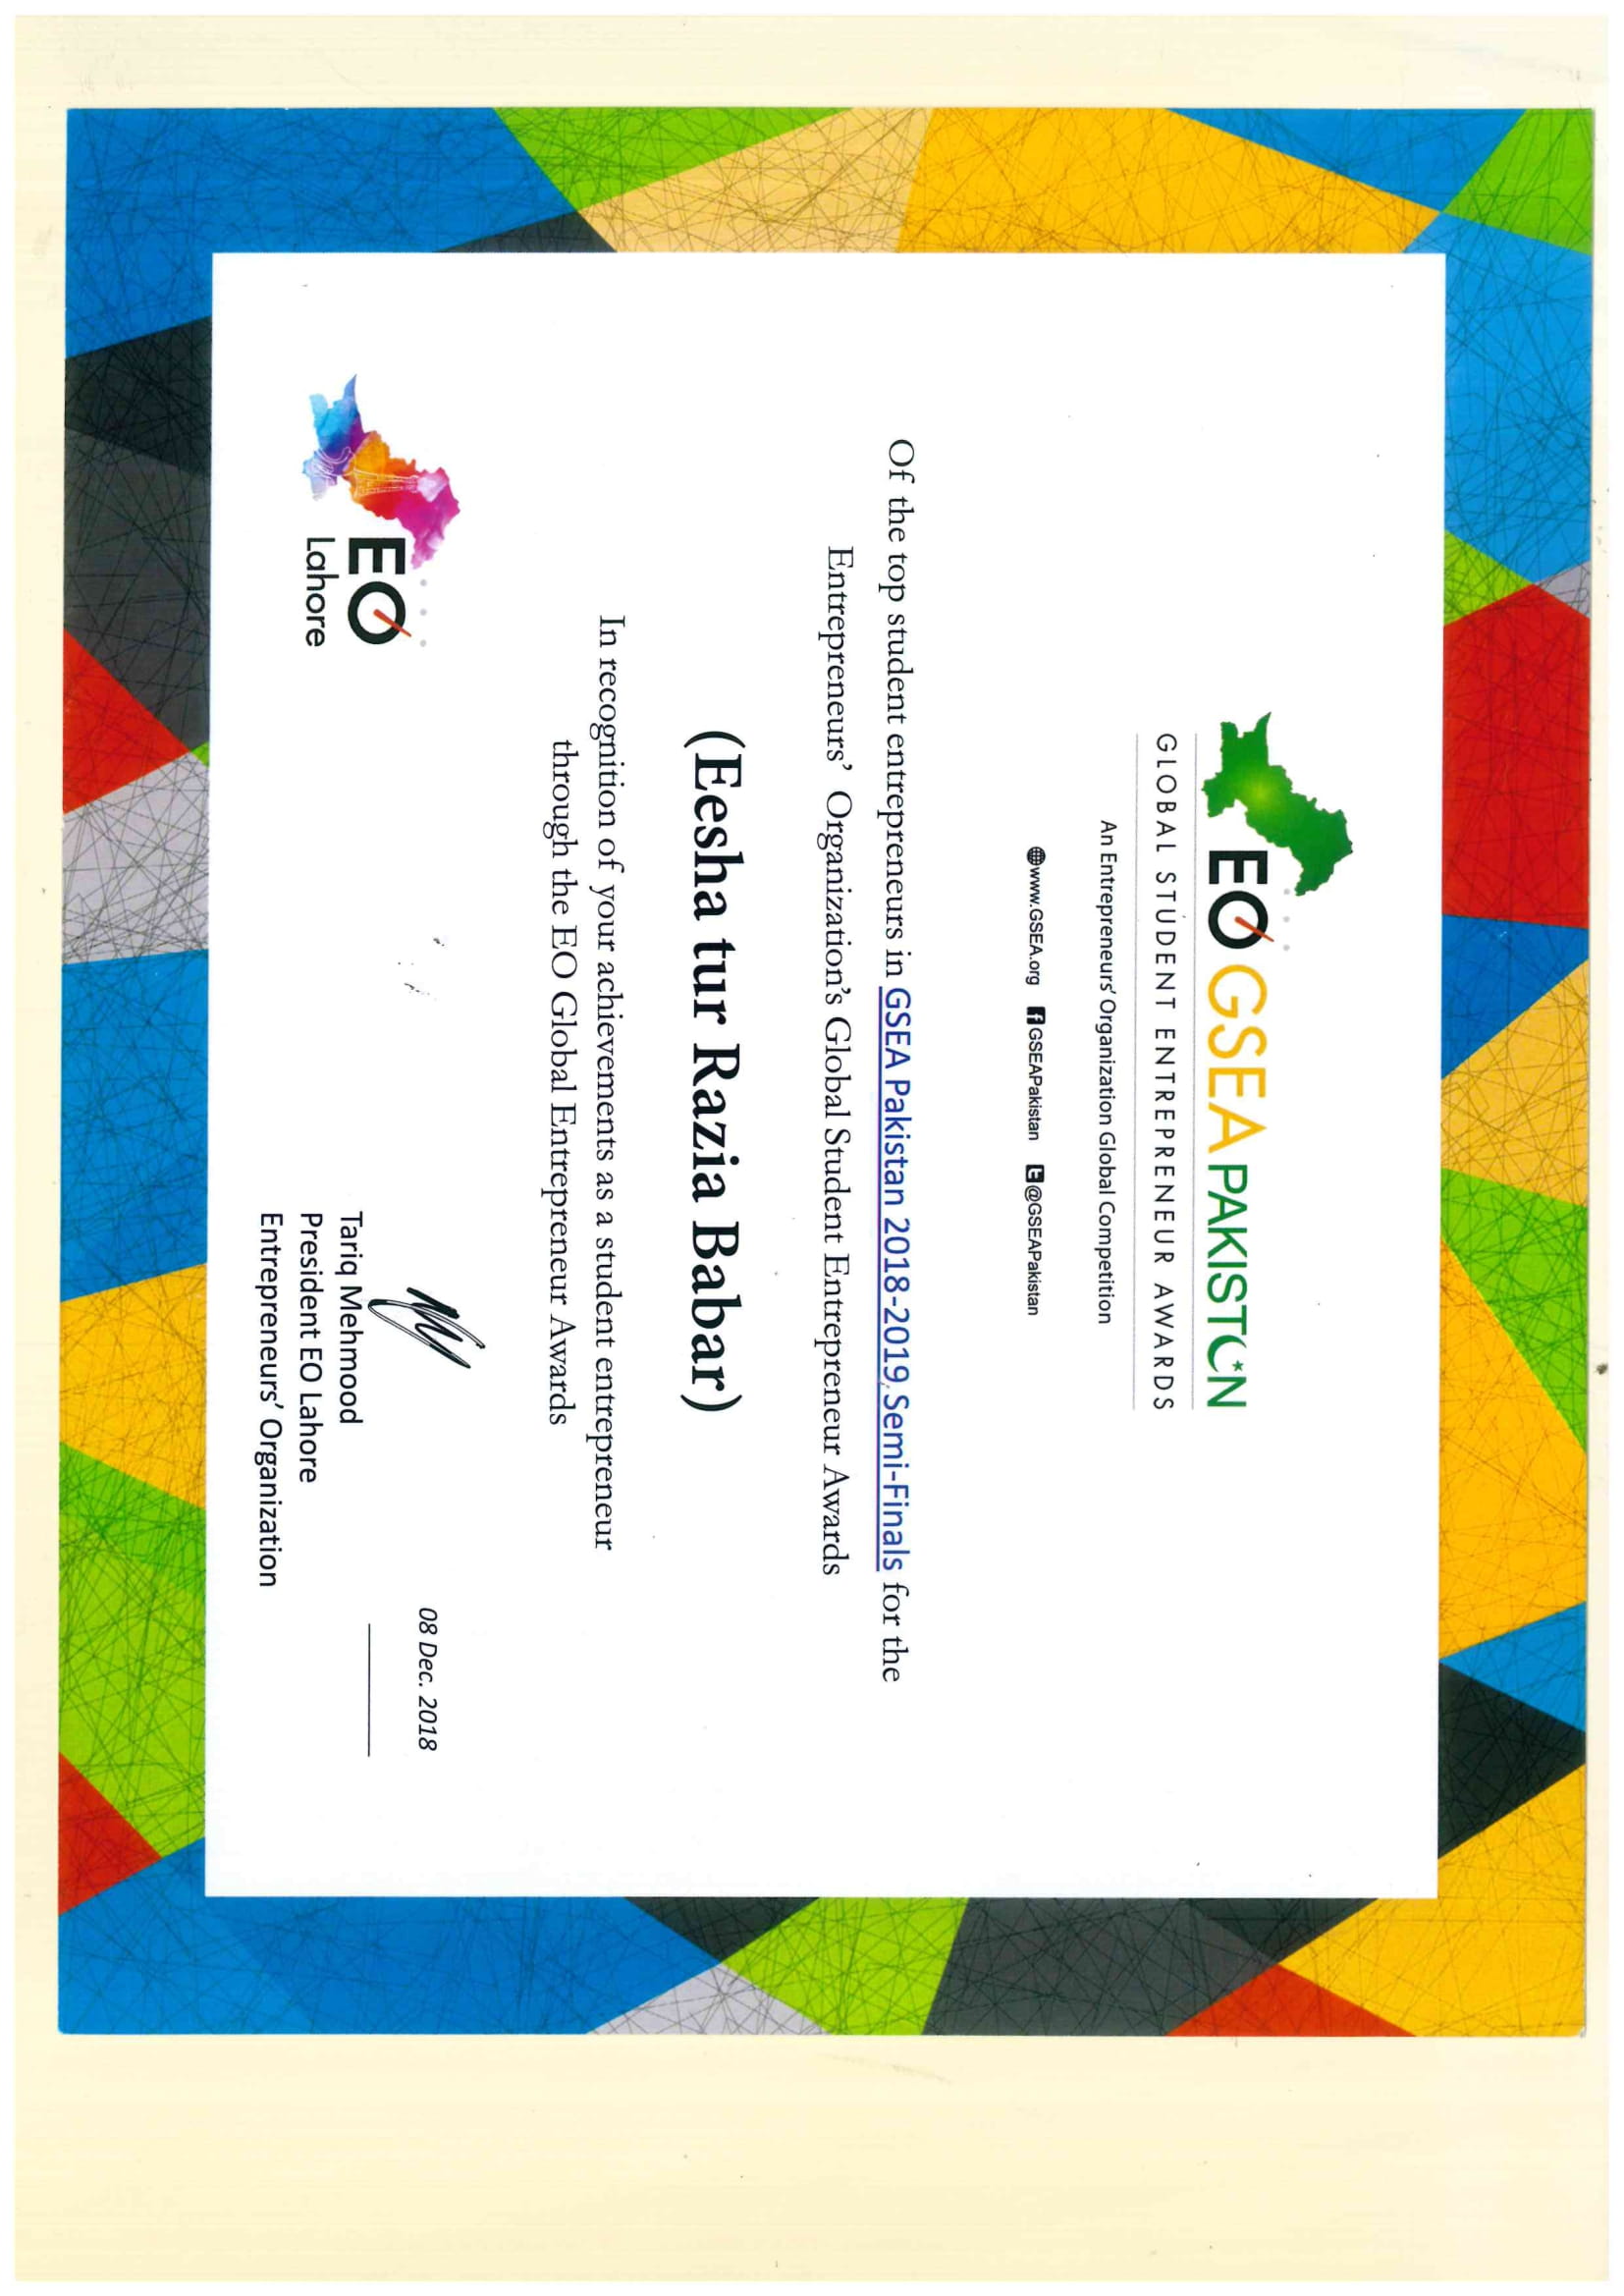 EO GSEA PAKISTAN
GLOBAL STUDENT ENTREPRENEUR AWARDS
An Entrepreneurs' Organization Global Competition
www.GSEA.org GSEAPakistan @GSEAPakistan
Of the top student entrepreneurs in GSEA Pakistan 2018-2019, Semi-Finals for the
Entrepreneurs' Organization's Global Student Entrepreneur Awards
(Eesha tur Razia Babar)
In recognition of your achievements as a student entrepreneur
through the EO Global Entrepreneur Awards
EO
Lahore
08 Dec. 2018
Tariq Mehmood
President EO Lahore
Entrepreneurs' Organization